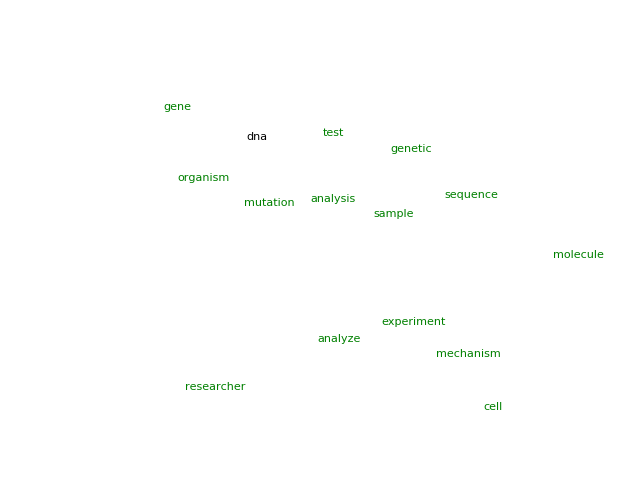 gene
test
dna
genetic
organism
sequence
analysis
mutation
sample
molecule
experiment
analyze
mechanism
researcher
cell